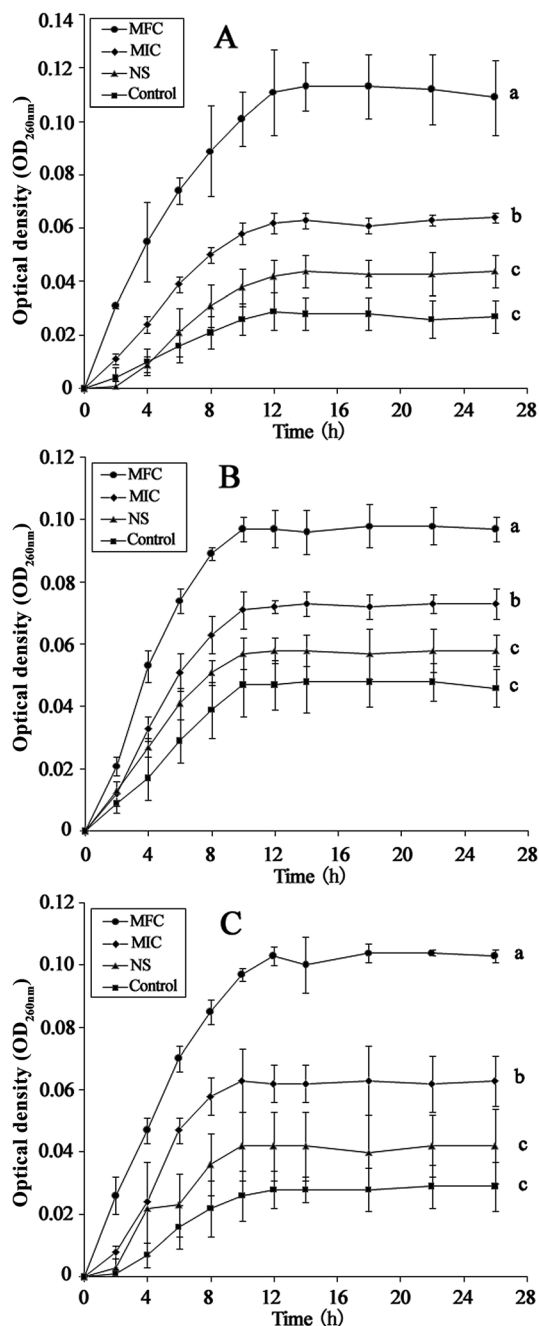 MFC
MIC
NS
Control
A
0.14
0.12
0.10
0.08
0.06
0.04
0.02
0
Optical density (OD260nm)
a
b
c
c
0 4 8 12 16 20 24 28
Time (h)
MFC
MIC
NS
Control
B
0.12
0.10
0.08
0.06
0.04
0.02
0
Optical density (OD260nm)
a
b
c
c
0 4 8 12 16 20 24 28
Time (h)
MFC
MIC
NS
Control
C
0.12
0.10
0.08
0.06
0.04
0.02
0
Optical density (OD260nm)
a
b
c
c
0 4 8 12 16 20 24 28
Time (h)